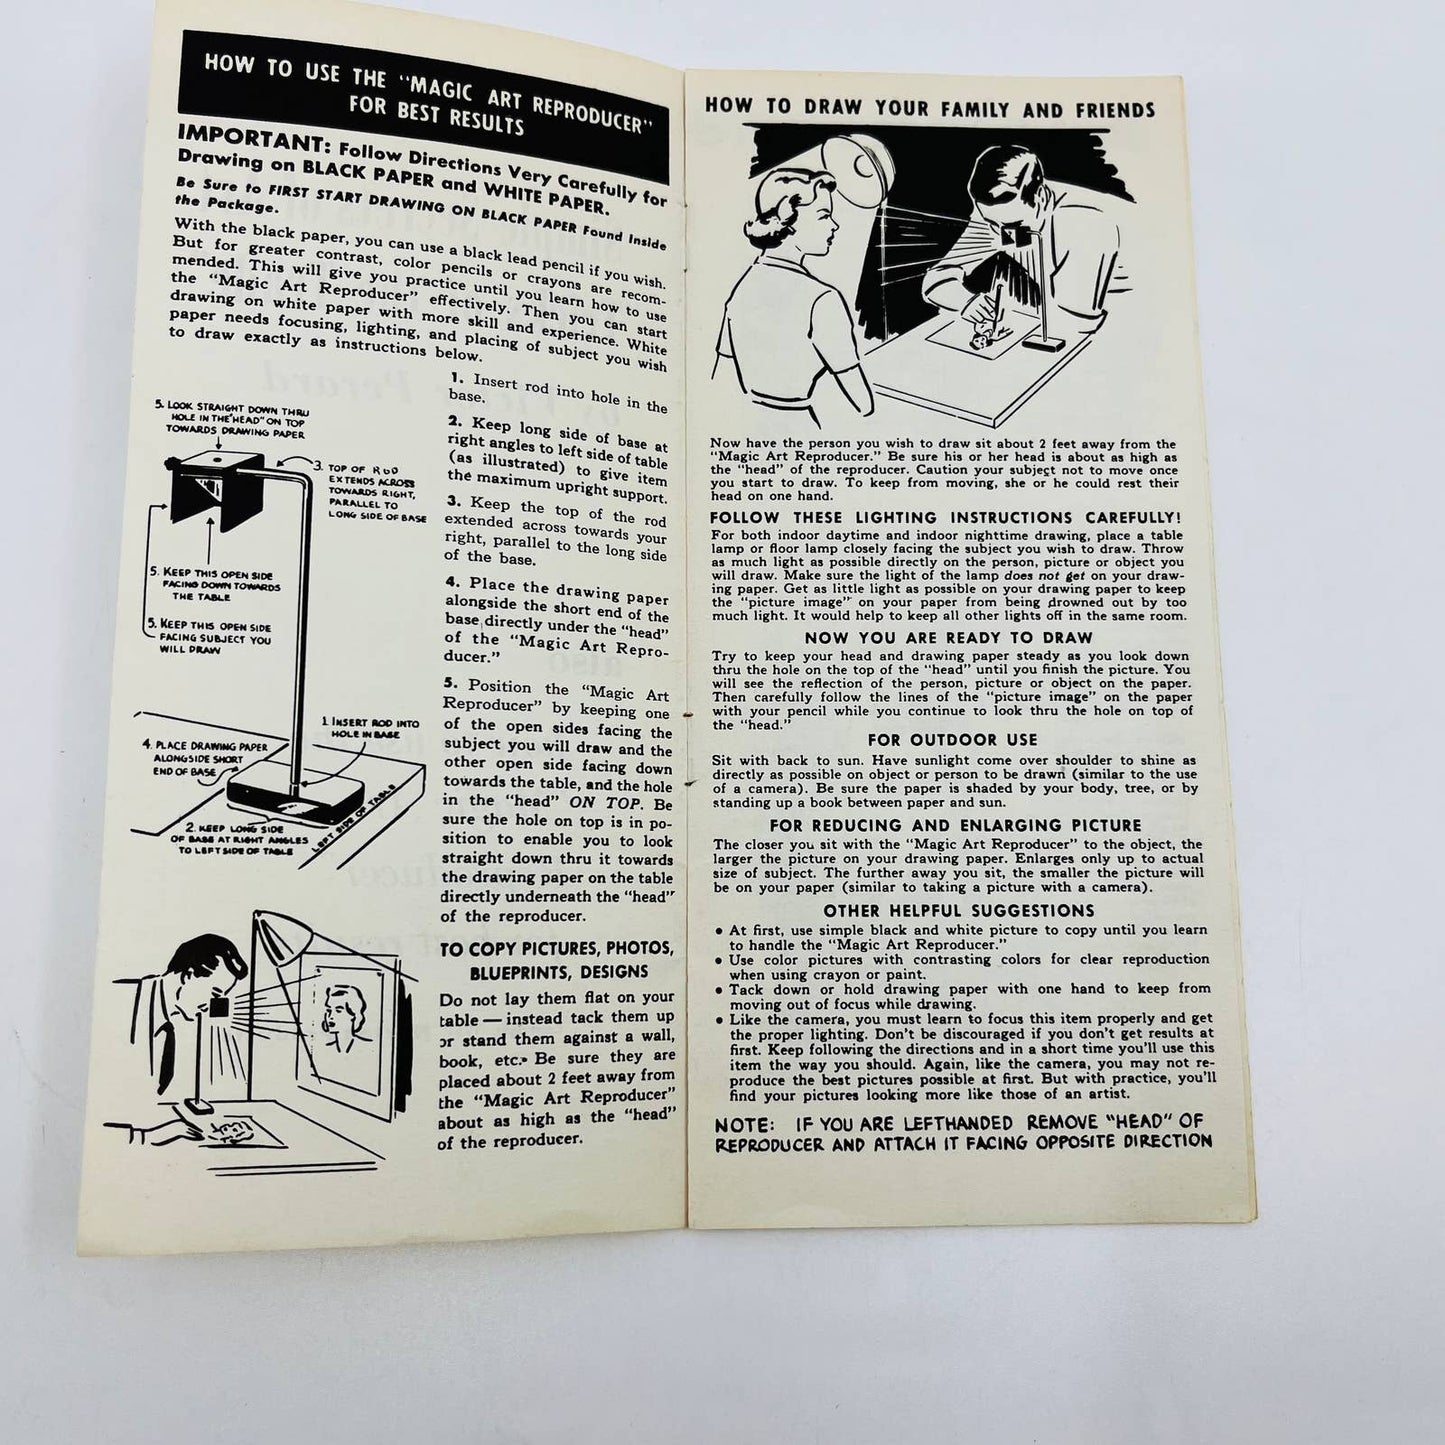 HOW TO USE THE "MAGIC ART REPRODUCER"
FOR BEST RESULTS
IMPORTANT: Follow Directions Very Carefully for
Drawing on BLACK PAPER and WHITE PAPER.
Be Sure to FIRST START DRAWING ON BLACK PAPER Found Inside
the Package.
With the black paper, you can use a black lead pencil if you wish.
But for greater contrast, color pencils or crayons are recom-
mended. This will give you practice until you learn how to use
the "Magic Art Reproducer" effectively. Then you can start
drawing on white paper with more skill and experience. White
paper needs focusing, lighting, and placing of subject you wish
to draw exactly as instructions below.
5. LOOK STRAIGHT DOWN THRU
HOLE IN THE "HEAD" ON TOP
TOWARDS DRAWING PAPER
3. TOP OF ROD
EXTENDS ACROSS
TOWARDS RIGHT,
PARALLEL TO
LONG SIDE OF BASE
5. KEEP THIS OPEN SIDE
FACING DOWN TOWARDS
THE TABLE
5. KEEP THIS OPEN SIDE
FACING SUBJECT YOU
WILL DRAW
1. INSERT ROD INTO
HOLE IN BASE
4. PLACE DRAWING PAPER
ALONGSIDE SHORT
END OF BASE
2. KEEP LONG SIDE
OF BASE AT RIGHT ANGLES
TO LEFT SIDE OF TABLE
LEFT SIDE OF TABLE
1. Insert rod into hole in the
base.
2. Keep long side of base at
right angles to left side of table
(as illustrated) to give item
the maximum upright support.
3. Keep the top of the rod
extended across towards your
right, parallel to the long side
of the base.
4. Place the drawing paper
alongside the short end of the
base directly under the "head"
of the "Magic Art Repro-
ducer."
5. Position the "Magic Art
Reproducer" by keeping one
of the open sides facing the
subject you will draw and the
other open side facing down
towards the table, and the hole
in the "head" ON TOP. Be
sure the hole on top is in po-
sition to enable you to look
straight down thru it towards
the drawing paper on the table
directly underneath the "head"
of the reproducer.
TO COPY PICTURES, PHOTOS,
BLUEPRINTS, DESIGNS
Do not lay them flat on your
table — instead tack them up
or stand them against a wall,
book, etc. Be sure they are
placed about 2 feet away from
the "Magic Art Reproducer"
about as high as the "head"
of the reproducer.
HOW TO DRAW YOUR FAMILY AND FRIENDS
Now have the person you wish to draw sit about 2 feet away from the
"Magic Art Reproducer." Be sure his or her head is about as high as
the "head" of the reproducer. Caution your subject not to move once
you start to draw. To keep from moving, she or he could rest their
head on one hand.
FOLLOW THESE LIGHTING INSTRUCTIONS CAREFULLY!
For both indoor daytime and indoor nighttime drawing, place a table
lamp or floor lamp closely facing the subject you wish to draw. Throw
as much light as possible directly on the person, picture or object you
will draw. Make sure the light of the lamp does not get on your draw-
ing paper. Get as little light as possible on your drawing paper to keep
the "picture image" on your paper from being drowned out by too
much light. It would help to keep all other lights off in the same room.
NOW YOU ARE READY TO DRAW
Try to keep your head and drawing paper steady as you look down
thru the hole on the top of the "head" until you finish the picture. You
will see the reflection of the person, picture or object on the paper.
Then carefully follow the lines of the "picture image" on the paper
with your pencil while you continue to look thru the hole on top of
the "head."
FOR OUTDOOR USE
Sit with back to sun. Have sunlight come over shoulder to shine as
directly as possible on object or person to be drawn (similar to the use
of a camera). Be sure the paper is shaded by your body, tree, or by
standing up a book between paper and sun.
FOR REDUCING AND ENLARGING PICTURE
The closer you sit with the "Magic Art Reproducer" to the object, the
larger the picture on your drawing paper. Enlarges only up to actual
size of subject. The further away you sit, the smaller the picture will
be on your paper (similar to taking a picture with a camera).
OTHER HELPFUL SUGGESTIONS
• At first, use simple black and white picture to copy until you learn
to handle the "Magic Art Reproducer."
• Use color pictures with contrasting colors for clear reproduction
when using crayon or paint.
• Tack down or hold drawing paper with one hand to keep from
moving out of focus while drawing.
• Like the camera, you must learn to focus this item properly and get
the proper lighting. Don't be discouraged if you don't get results at
first. Keep following the directions and in a short time you'll use this
item the way you should. Again, like the camera, you may not re-
produce the best pictures possible at first. But with practice, you'll
find your pictures looking more like those of an artist.
NOTE: IF YOU ARE LEFTHANDED REMOVE "HEAD" OF
REPRODUCER AND ATTACH IT FACING OPPOSITE DIRECTION